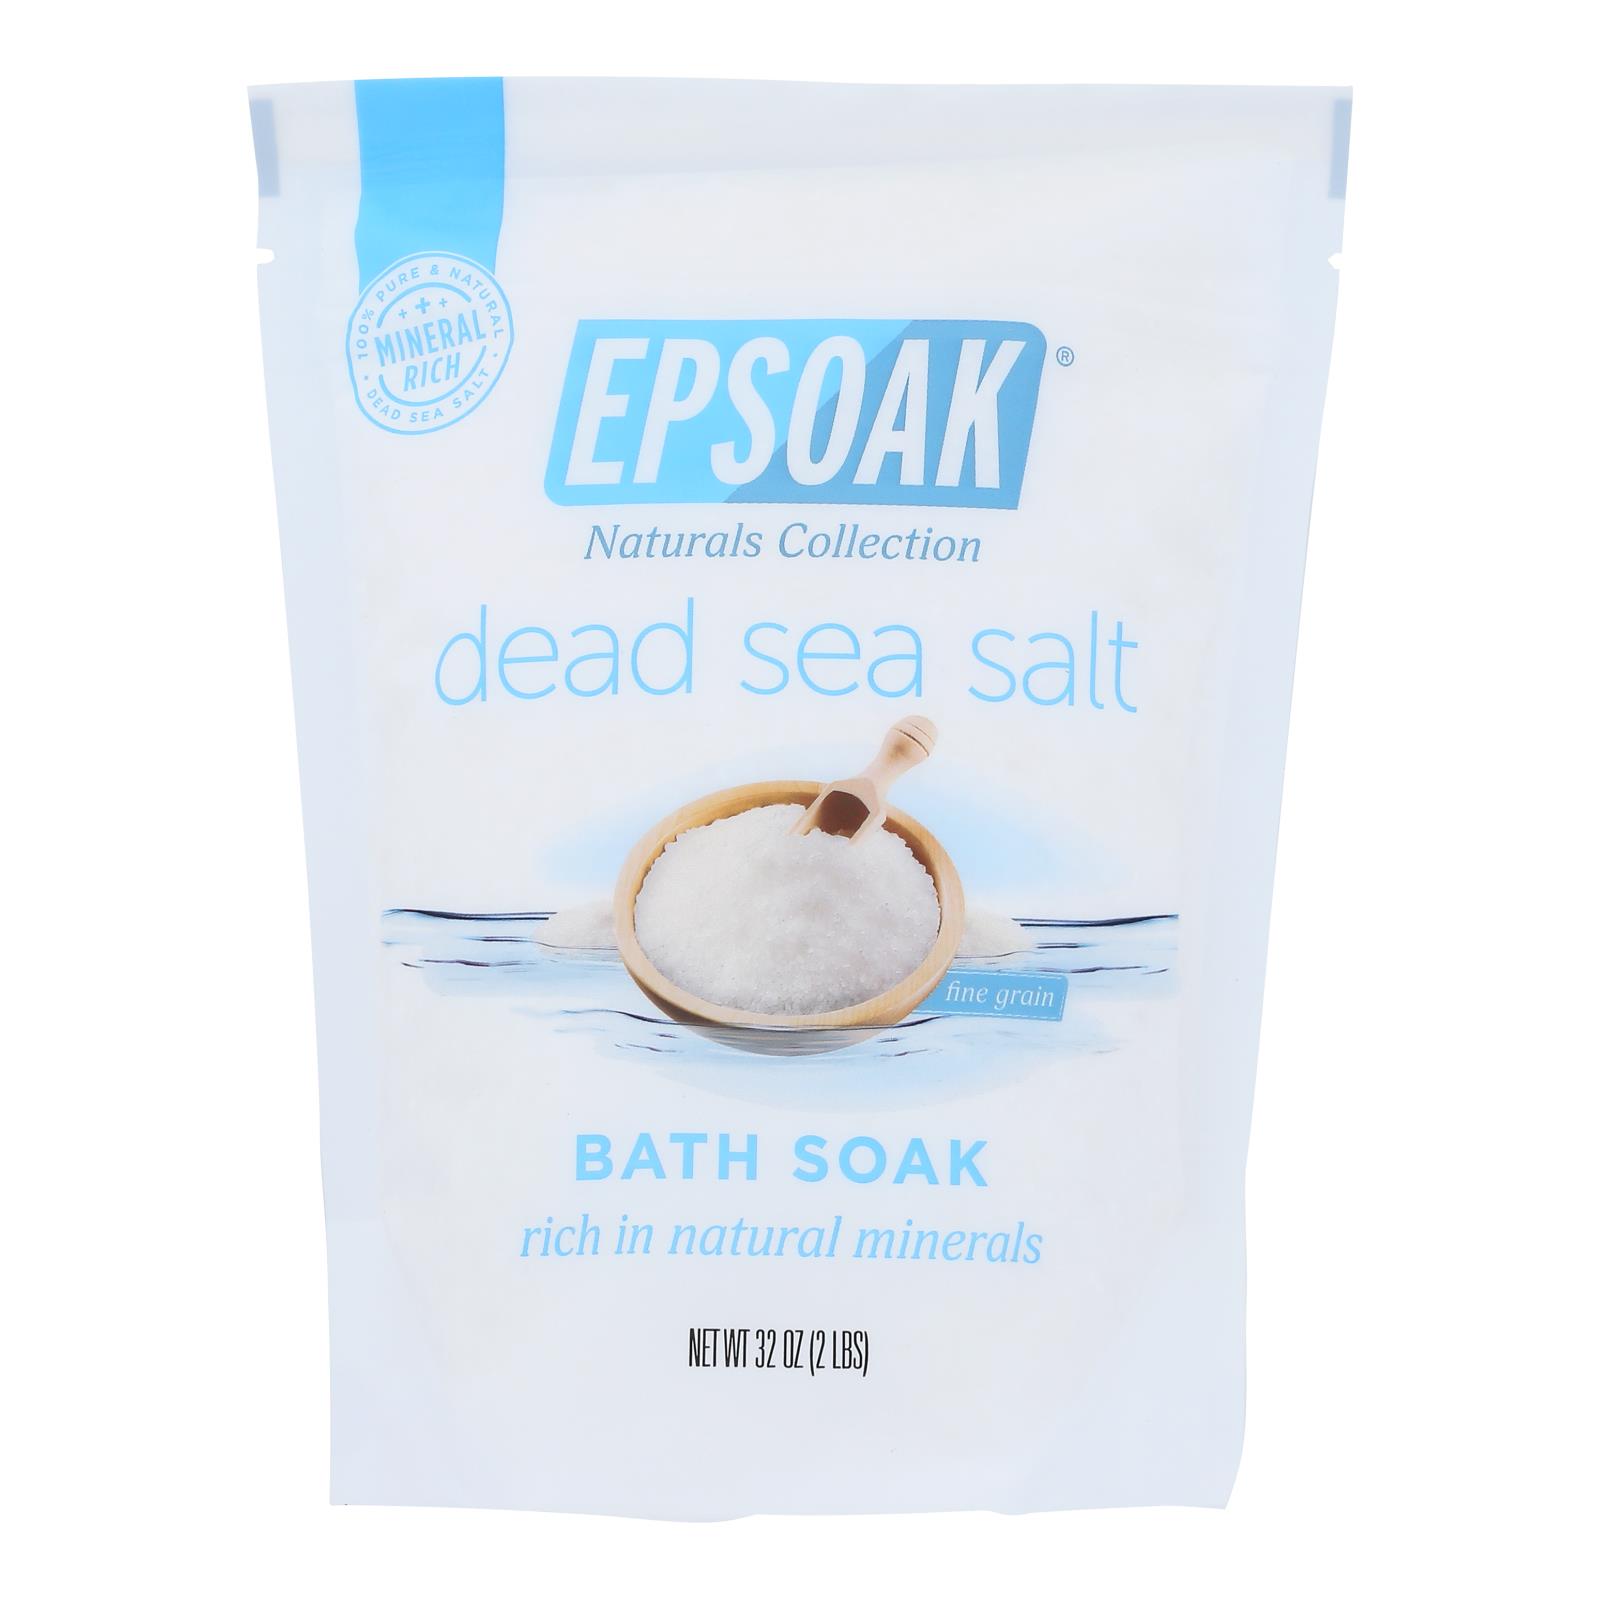 100% PURE & NATURAL
+ + +
MINERAL
RICH
• DEAD SEA SALT •
EPSOAK®
Naturals Collection
dead sea salt
fine grain
BATH SOAK
rich in natural minerals
NET WT 32 OZ (2 LBS)